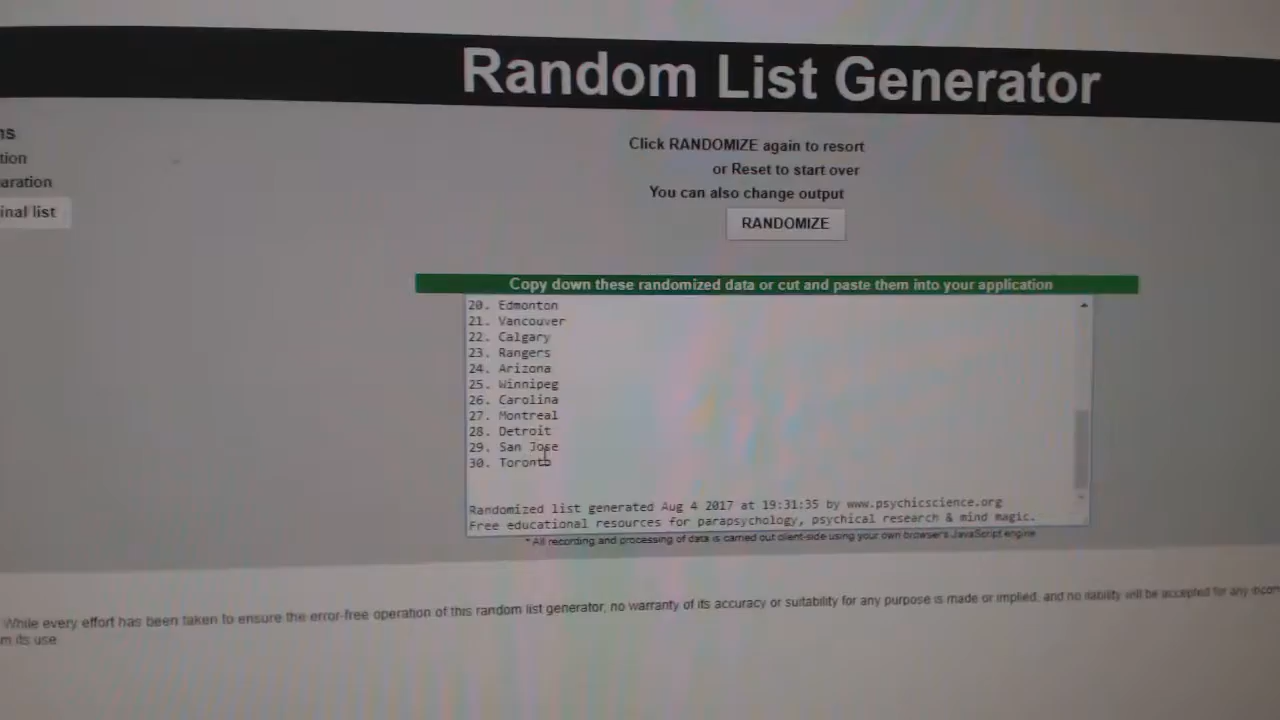 Random List Generator
ns
tion
aration
inal list
Click RANDOMIZE again to resort
or Reset to start over
You can also change output
RANDOMIZE
Copy down these randomized data or cut and paste them into your application
20. Edmonton
21. Vancouver
22. Calgary
23. Rangers
24. Arizona
25. Winnipeg
26. Carolina
27. Montreal
28. Detroit
29. San Jose
30. Toronto
Randomized list generated Aug 4 2017 at 19:31:35 by www.psychicscience.org
Free educational resources for parapsychology, psychical research & mind magic.
* All recording and processing of data is carried out client-side using your own browser's JavaScript engine
While every effort has been taken to ensure the error-free operation of this random list generator, no warranty of its accuracy or suitability for any purpose is made or implied, and no liability will be accepted for any incon
m its use